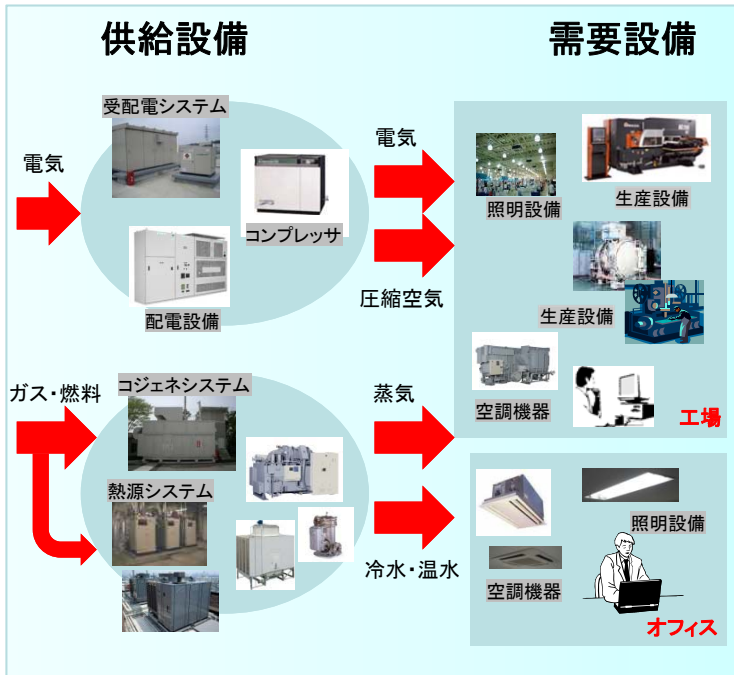 供給設備
需要設備
受配電システム
電気
コンプレッサ
配電設備
電気
圧縮空気
照明設備
生産設備
生産設備
空調機器
工場
ガス・燃料
コジェネシステム
熱源システム
蒸気
冷水・温水
照明設備
空調機器
オフィス